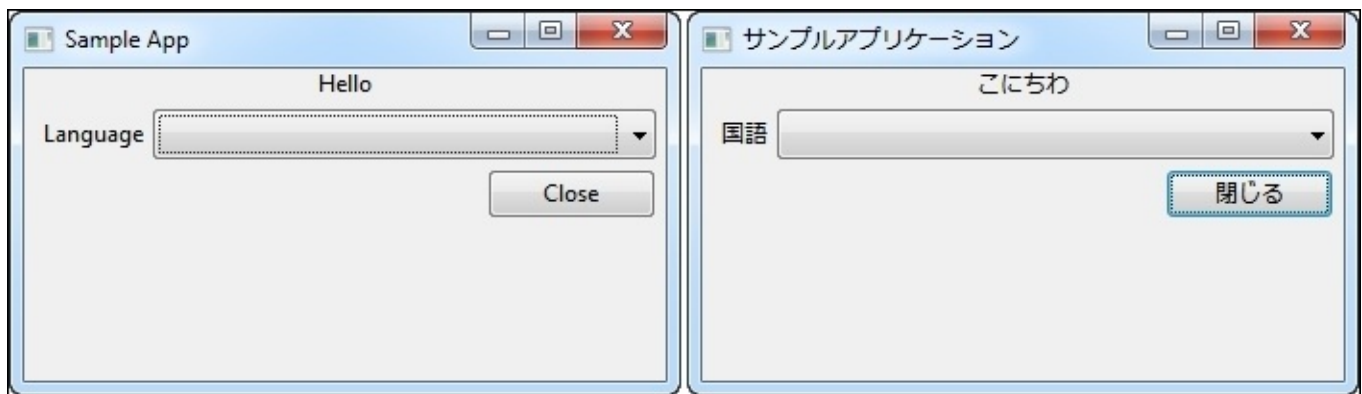 Sample App
Hello
Language
Close
サンプルアプリケーション
こにちわ
国語
閉じる